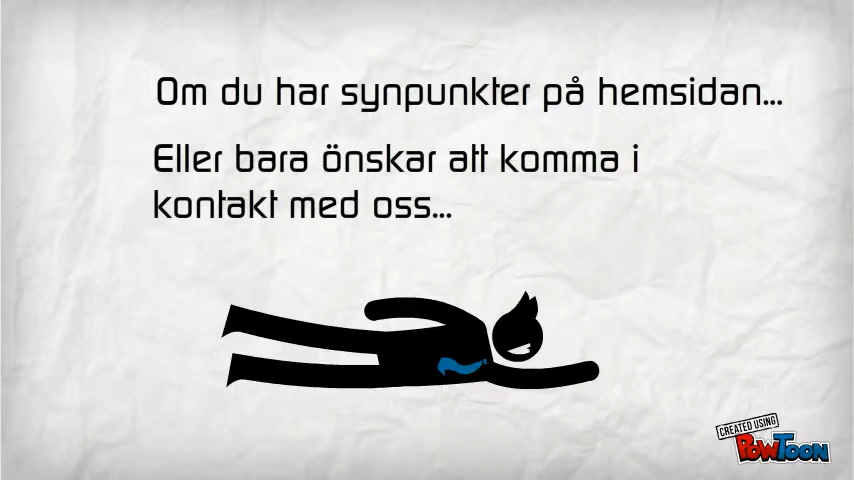 Om du har synpunkter på hemsidan...
Eller bara önskar att komma i
kontakt med oss...
CREATED USING
POWTOON